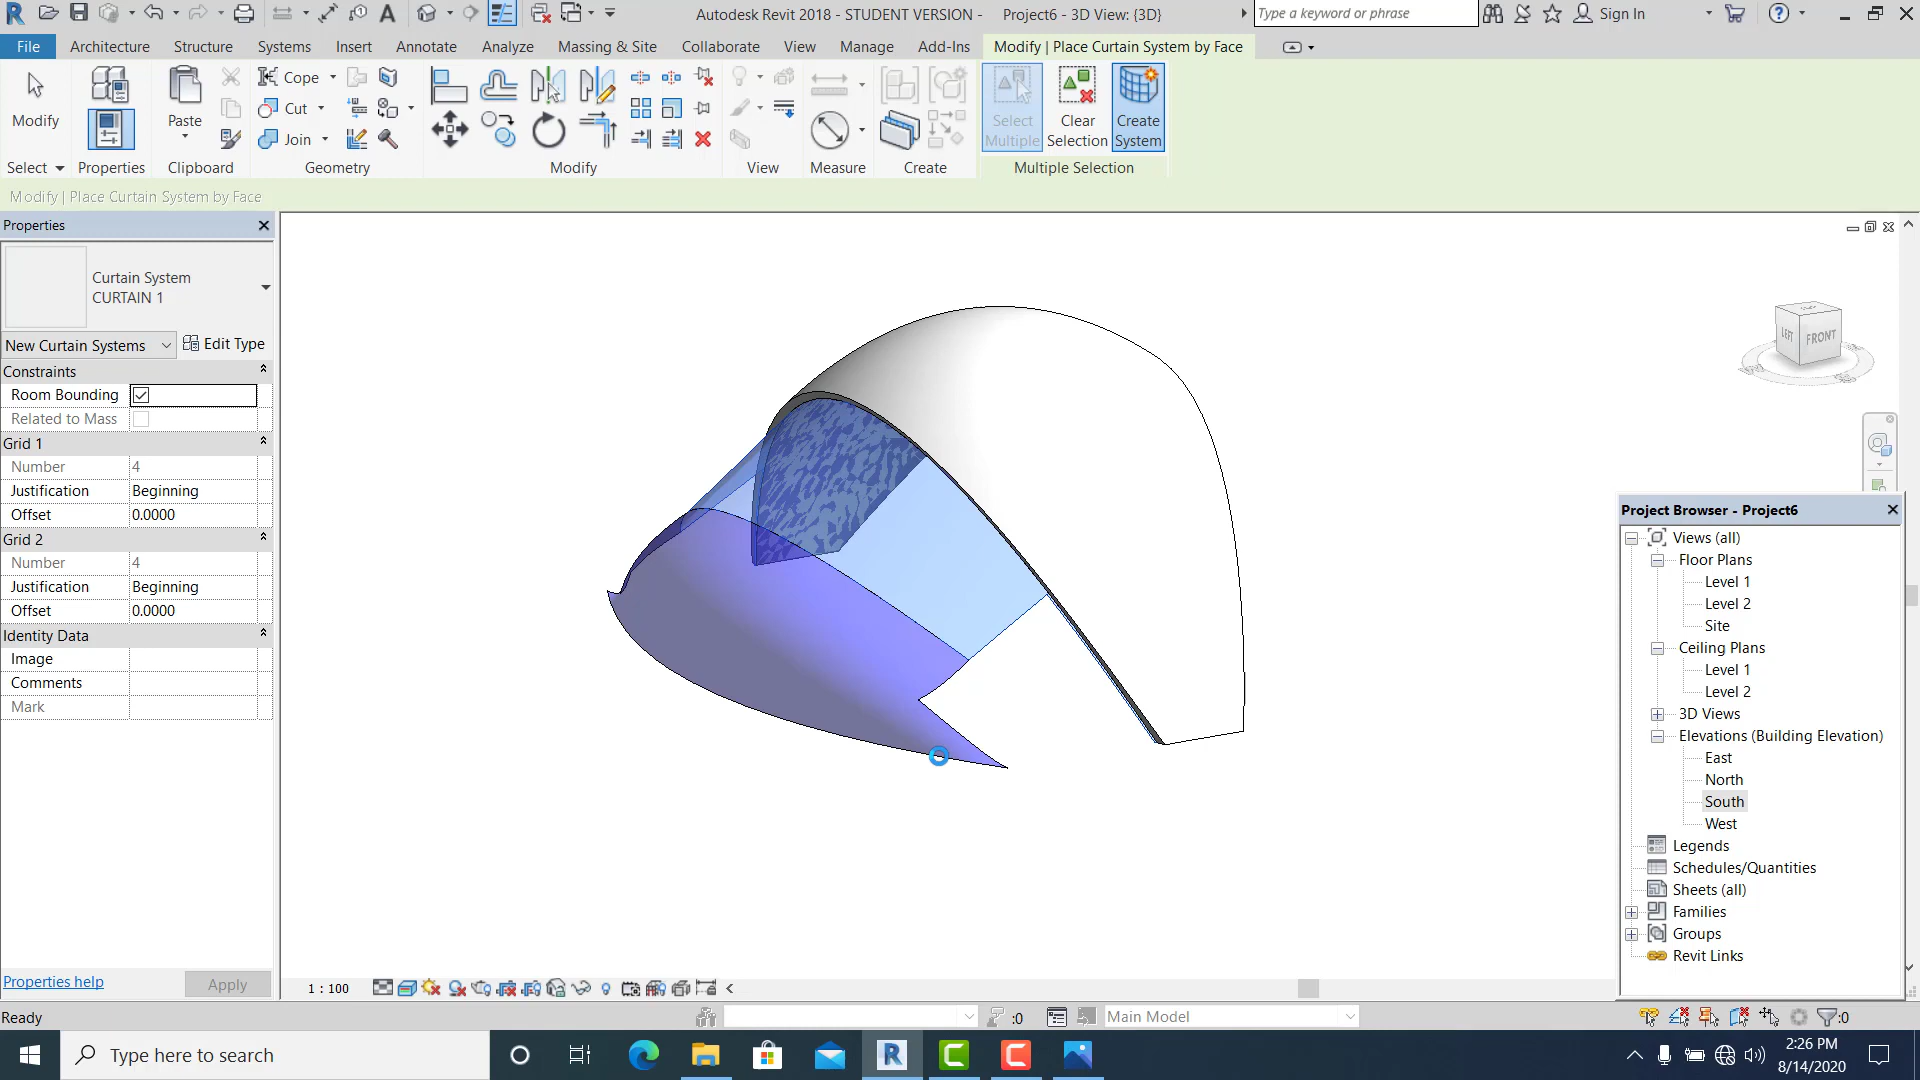 Autodesk Revit 2018 - STUDENT VERSION - Project6 - 3D View: {3D}
Type a keyword or phrase
Sign In
File Architecture Structure Systems Insert Annotate Analyze Massing & Site Collaborate View Manage Add-Ins Modify | Place Curtain System by Face
Modify
Paste
Cope
Cut
Join
Select Multiple
Clear Selection
Create System
Select Properties Clipboard Geometry Modify View Measure Create Multiple Selection
Modify | Place Curtain System by Face
Properties
Curtain System
CURTAIN 1
New Curtain Systems Edit Type
Constraints
Room Bounding
Related to Mass
Grid 1
Number 4
Justification Beginning
Offset 0.0000
Grid 2
Number 4
Justification Beginning
Offset 0.0000
Identity Data
Image
Comments
Mark
Properties help Apply
LEFT FRONT
Project Browser - Project6
Views (all)
Floor Plans
Level 1
Level 2
Site
Ceiling Plans
Level 1
Level 2
3D Views
Elevations (Building Elevation)
East
North
South
West
Legends
Schedules/Quantities
Sheets (all)
Families
Groups
Revit Links
1 : 100
Ready
:0
Main Model
:0
Type here to search
2:26 PM
8/14/2020